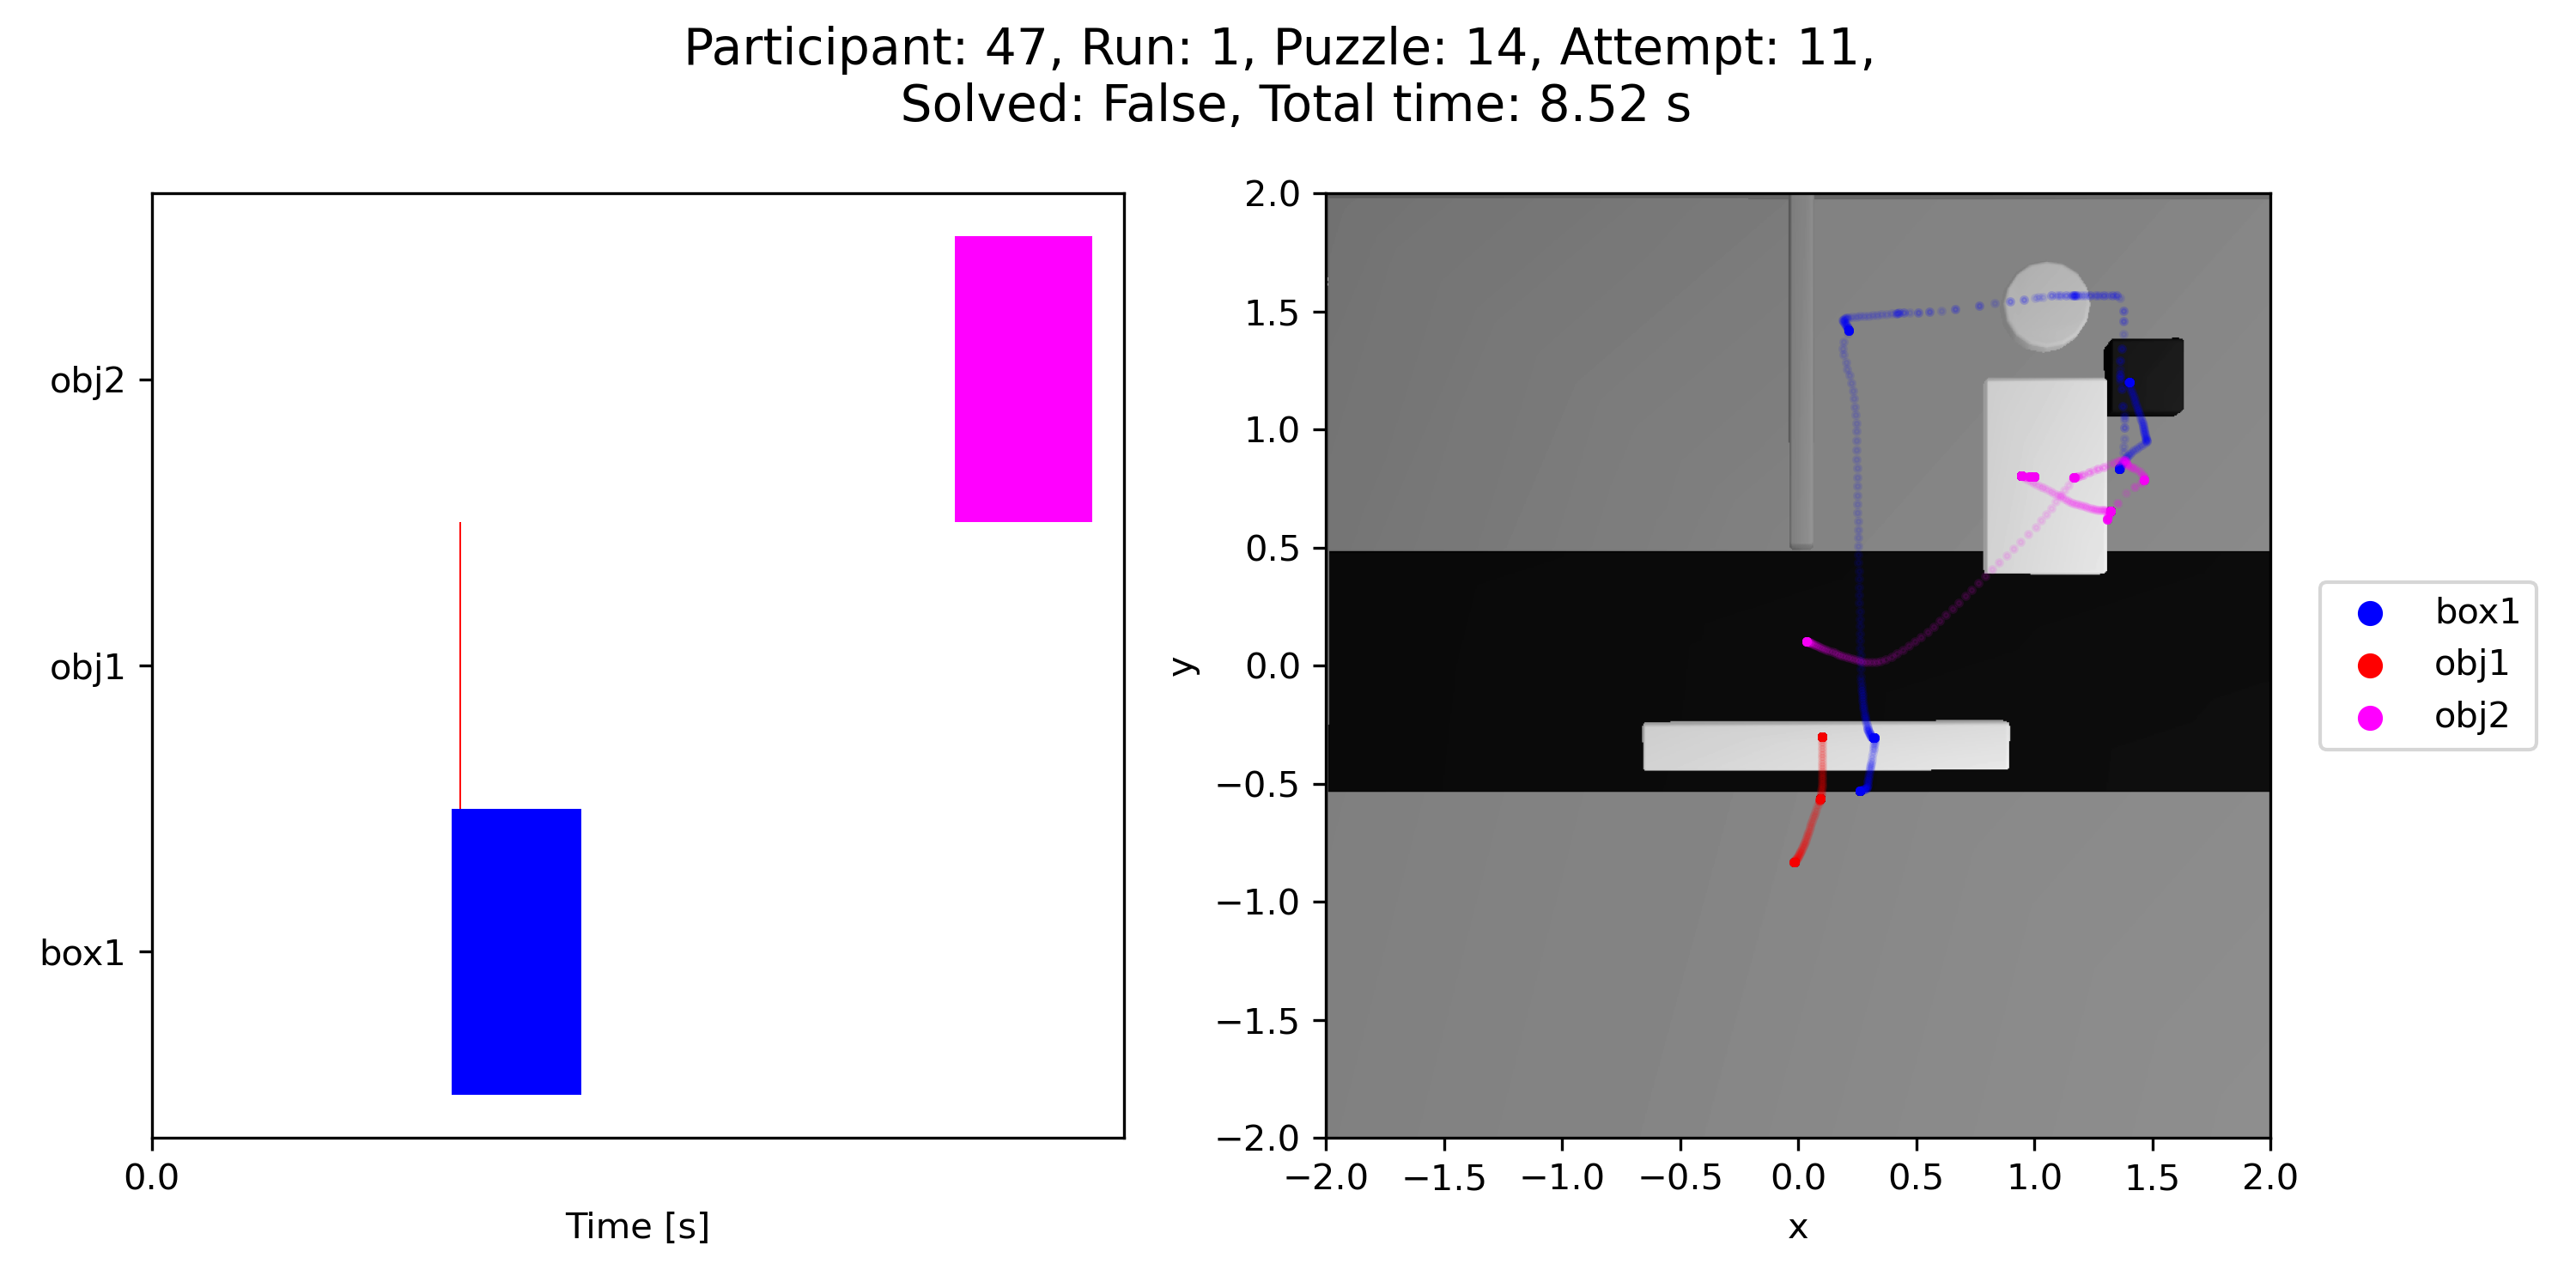 Participant: 47, Run: 1, Puzzle: 14, Attempt: 11,
Solved: False, Total time: 8.52 s
obj2
obj1
box1
0.0
Time [s]
2.0
1.5
1.0
0.5
0.0
−0.5
−1.0
−1.5
−2.0
y
−2.0 −1.5 −1.0 −0.5 0.0 0.5 1.0 1.5 2.0
x
box1
obj1
obj2